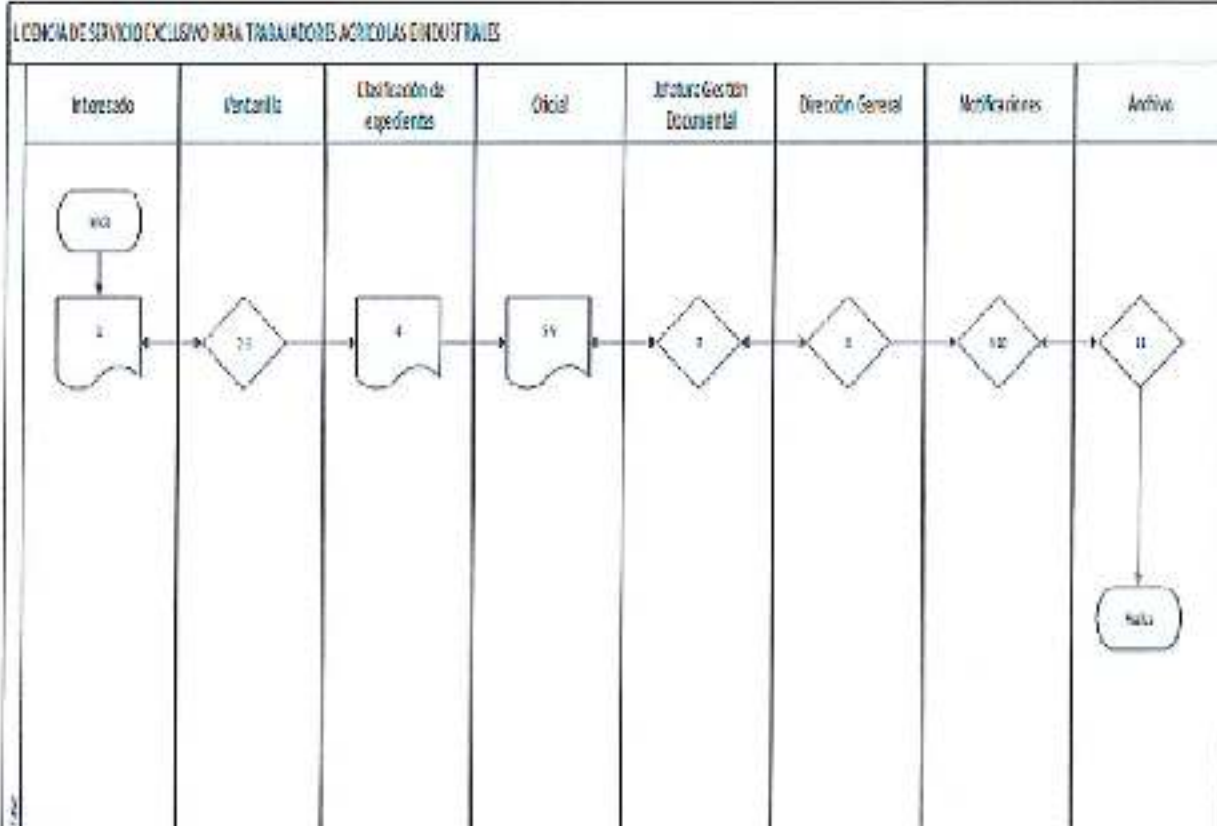 LICENCIA DE SERVICIO EXCLUSIVO PARA TRABAJADORES AGRICOLAS E INDUSTRIALES
Interesado
Ventanilla
Clasificación de
expedientes
Oficial
Jefatura Gestión
Documental
Dirección General
Notificaciones
Archivo
Inicio
4
7
11